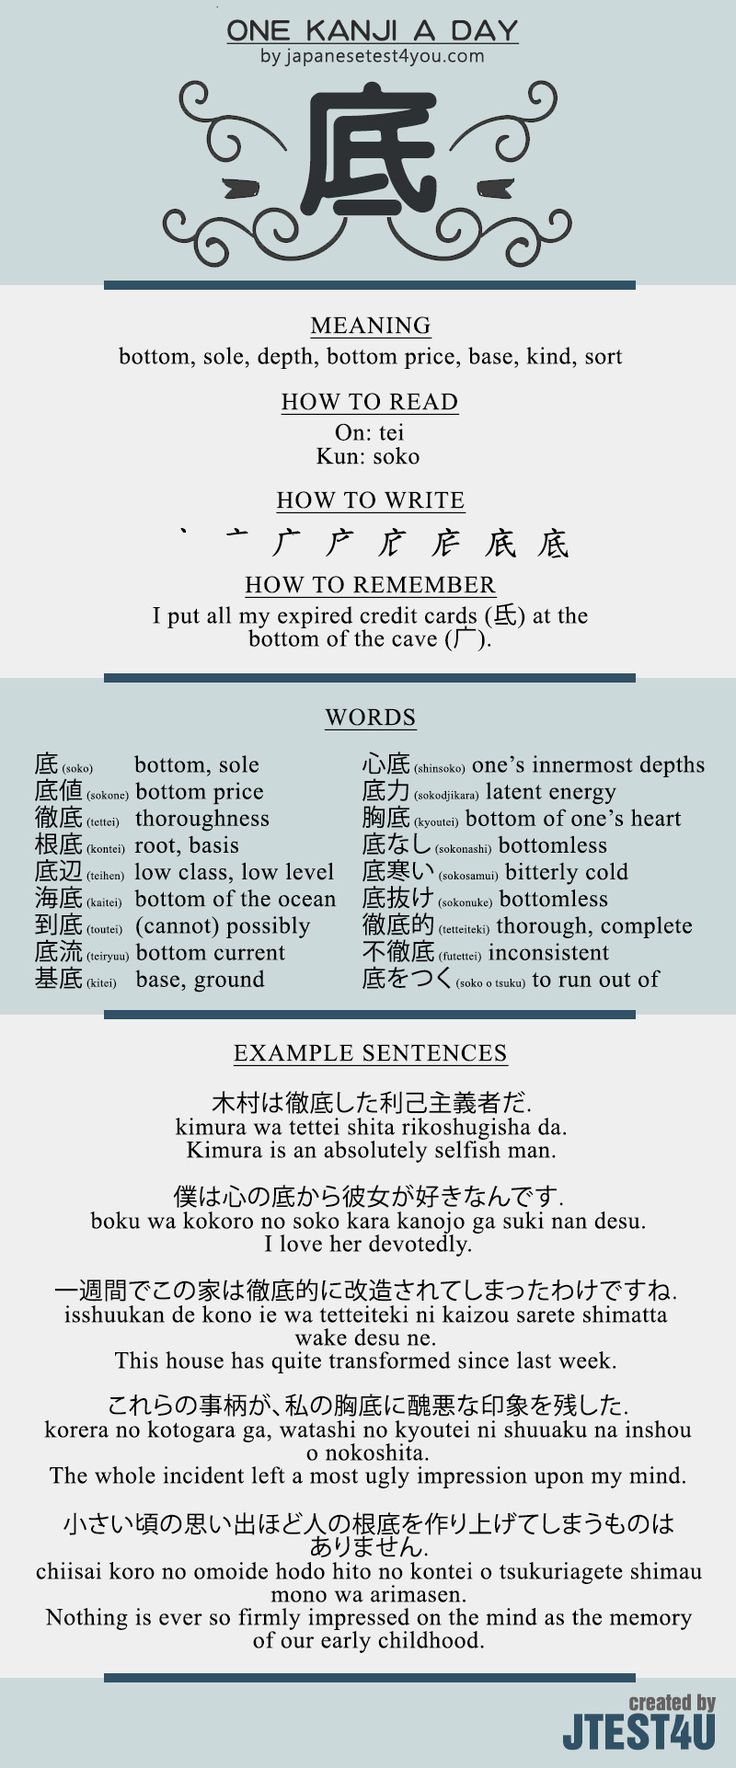 ONE KANJI A DAY
by japanesetest4you.com
底
MEANING
bottom, sole, depth, bottom price, base, kind, sort
HOW TO READ
On: tei
Kun: soko
HOW TO WRITE
丶 亠 广 庐 底 底
HOW TO REMEMBER
I put all my expired credit cards (氐) at the
bottom of the cave (广).
WORDS
底 (soko) bottom, sole
底値 (sokone) bottom price
徹底 (tettei) thoroughness
根底 (kontei) root, basis
底辺 (teihen) low class, low level
海底 (kaitei) bottom of the ocean
到底 (toutei) (cannot) possibly
底流 (teiryuu) bottom current
基底 (kitei) base, ground
心底 (shinsoko) one's innermost depths
底力 (sokodjikara) latent energy
胸底 (kyoutei) bottom of one's heart
底なし (sokonashi) bottomless
底寒い (sokosamui) bitterly cold
底抜け (sokonuke) bottomless
徹底的 (tetteiteki) thorough, complete
不徹底 (futettei) inconsistent
底をつく (soko o tsuku) to run out of
EXAMPLE SENTENCES
木村は徹底した利己主義者だ.
kimura wa tettei shita rikoshugisha da.
Kimura is an absolutely selfish man.
僕は心の底から彼女が好きなんです.
boku wa kokoro no soko kara kanojo ga suki nan desu.
I love her devotedly.
一週間でこの家は徹底的に改造されてしまったわけですね.
isshuukan de kono ie wa tetteiteki ni kaizou sarete shimatta
wake desu ne.
This house has quite transformed since last week.
これらの事柄が、私の胸底に醜悪な印象を残した.
korera no kotogara ga, watashi no kyoutei ni shuuaku na inshou
o nokoshita.
The whole incident left a most ugly impression upon my mind.
小さい頃の思い出ほど人の根底を作り上げてしまうものは
ありません.
chiisai koro no omoide hodo hito no kontei o tsukuriagete shimau
mono wa arimasen.
Nothing is ever so firmly impressed on the mind as the memory
of our early childhood.
created by
JTEST4U